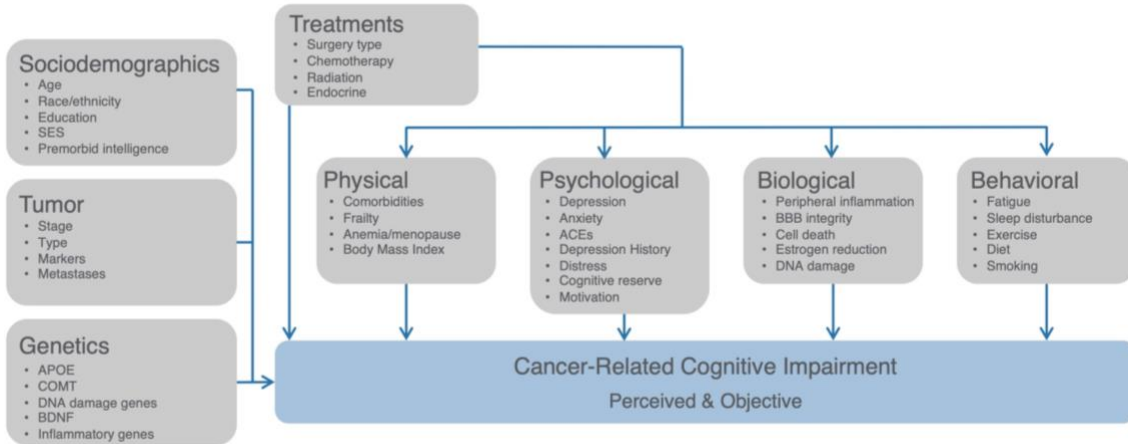 Treatments
• Surgery type
• Chemotherapy
• Radiation
• Endocrine
Sociodemographics
• Age
• Race/ethnicity
• Education
• SES
• Premorbid intelligence
Tumor
• Stage
• Type
• Markers
• Metastases
Genetics
• APOE
• COMT
• DNA damage genes
• BDNF
• Inflammatory genes
Physical
• Comorbidities
• Frailty
• Anemia/menopause
• Body Mass Index
Psychological
• Depression
• Anxiety
• ACEs
• Depression History
• Distress
• Cognitive reserve
• Motivation
Biological
• Peripheral inflammation
• BBB integrity
• Cell death
• Estrogen reduction
• DNA damage
Behavioral
• Fatigue
• Sleep disturbance
• Exercise
• Diet
• Smoking
Cancer-Related Cognitive Impairment
Perceived & Objective